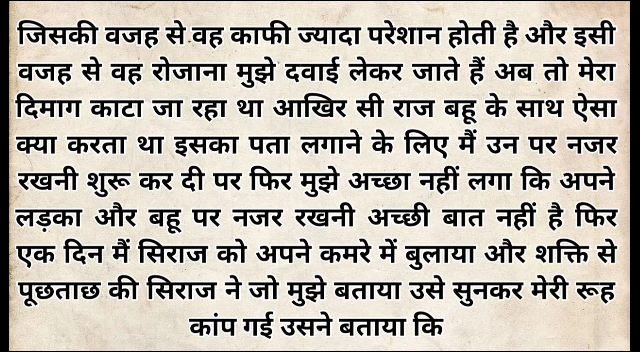 जिसकी वजह से वह काफी ज्यादा परेशान होती है और इसी
वजह से वह रोजाना मुझे दवाई लेकर जाते हैं अब तो मेरा
दिमाग काटा जा रहा था आखिर सी राज बहू के साथ ऐसा
क्या करता था इसका पता लगाने के लिए मैं उन पर नजर
रखनी शुरू कर दी पर फिर मुझे अच्छा नहीं लगा कि अपने
लड़का और बहू पर नजर रखनी अच्छी बात नहीं है फिर
एक दिन मैं सिराज को अपने कमरे में बुलाया और शक्ति से
पूछताछ की सिराज ने जो मुझे बताया उसे सुनकर मेरी रूह
कांप गई उसने बताया कि